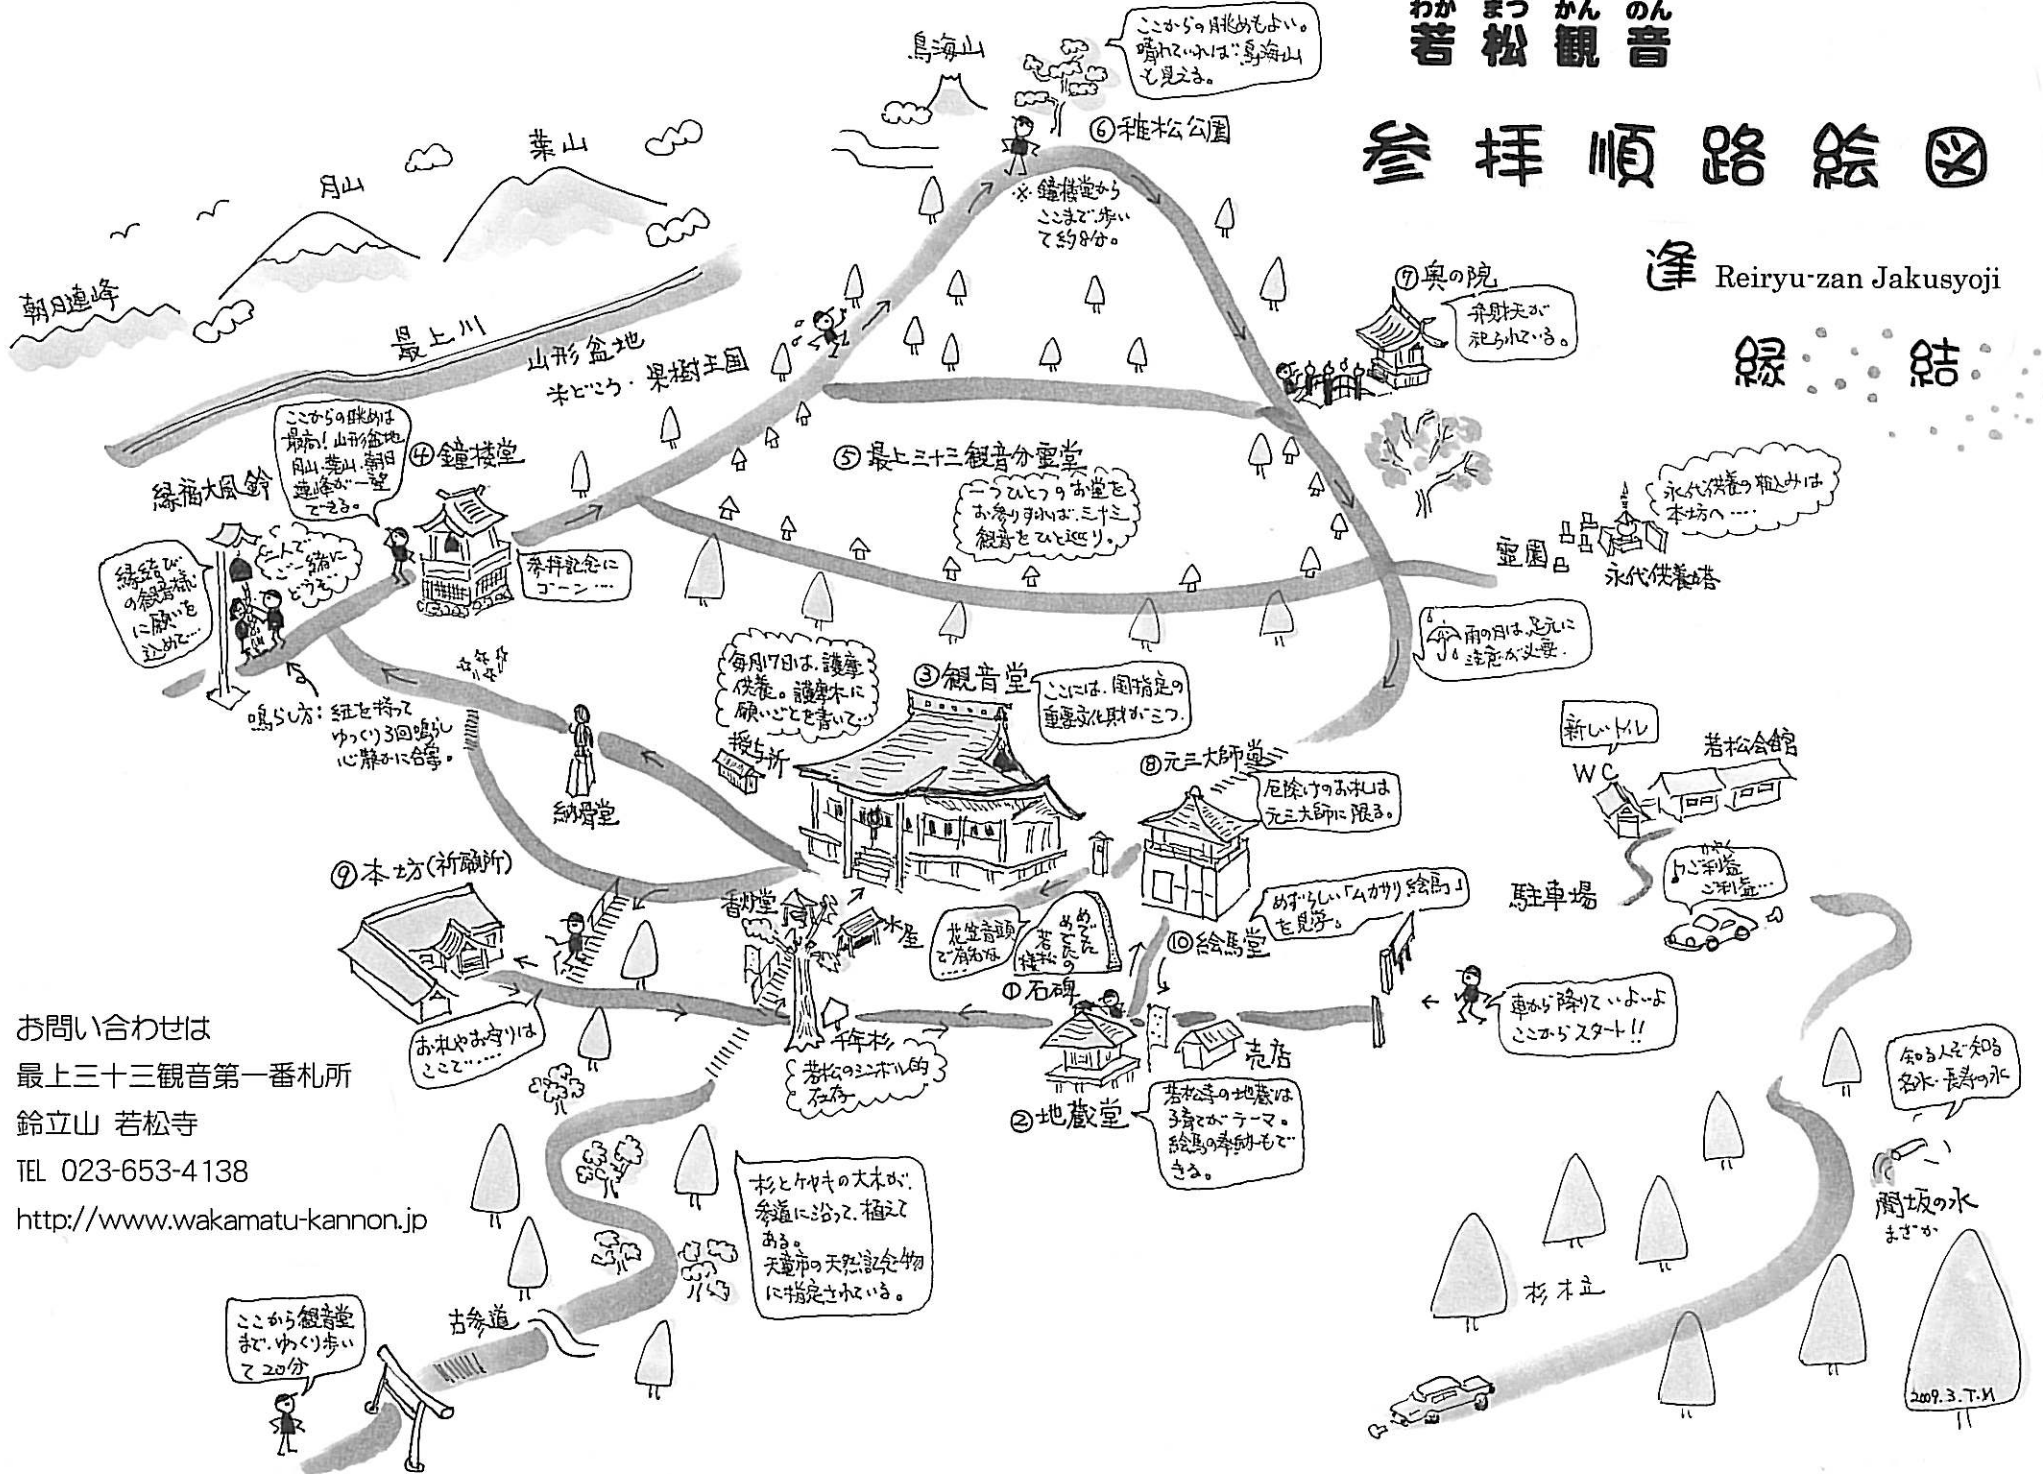 わか まつ かん のん
若松観音
参拝順路絵図
逢 Reiryu-zan Jakusyoji
縁 結
鳥海山
ここからの眺めもよい。
晴れていれば鳥海山
も見える。
⑥稚松公園
※鐘楼堂から
ここまで歩い
て約8分。
葉山
月山
朝日連峰
最上川
山形盆地
米どころ・果樹王国
⑦奥の院
弁財天が
祀られている。
ここからの眺めは
最高!山形盆地
月山、葉山、朝日
連峰が一望
できる。
④鐘楼堂
参拝記念に
ゴーン…
縁福大風鈴
縁結び
の観音様
に願いを
込めて…
二人で
ご一緒に
どうぞ
鳴らし方:紐を持って
ゆっくり3回鳴らし
心静かに合掌。
⑤最上三十三観音分霊堂
一つひとつのお堂を
お参りすれば、三十三
観音をひと巡り。
永代供養の申込みは
本坊へ…
霊園
永代供養塔
雨の日は、足元に
注意が必要。
毎月17日は、護摩
供養。護摩木に
願いごとを書いて…
③観音堂
ここには、国指定の
重要文化財が三つ。
授与所
納骨堂
⑧元三大師堂
厄除けのお札は
元三大師に限る。
新しいトイレ
WC
若松会館
駐車場
ごりやく
♪ご利益
ご利益…
⑨本坊(祈願所)
お札やお守りは
ここで……
香炉堂
水屋
花笠音頭
で有名な…
めでた
めでたの
若松
様
①石碑
めずらしい「ムカサリ絵馬」
を見学。
⑩絵馬堂
車から降りていよいよ
ここからスタート!!
千年杉
若松のシンボル的
存在
売店
②地蔵堂
若松寺の地蔵は
子育てがテーマ。
絵馬の奉納もで
きる。
お問い合わせは
最上三十三観音第一番札所
鈴立山 若松寺
TEL 023-653-4138
http://www.wakamatu-kannon.jp
杉とケヤキの大木が、
参道に沿って、植えて
ある。
天童市の天然記念物
に指定されている。
古参道
ここから観音堂
まで、ゆっくり歩い
て20分
知る人ぞ知る
名水・長寿の水
間坂の水
まざか
杉木立
2009.3.T.M